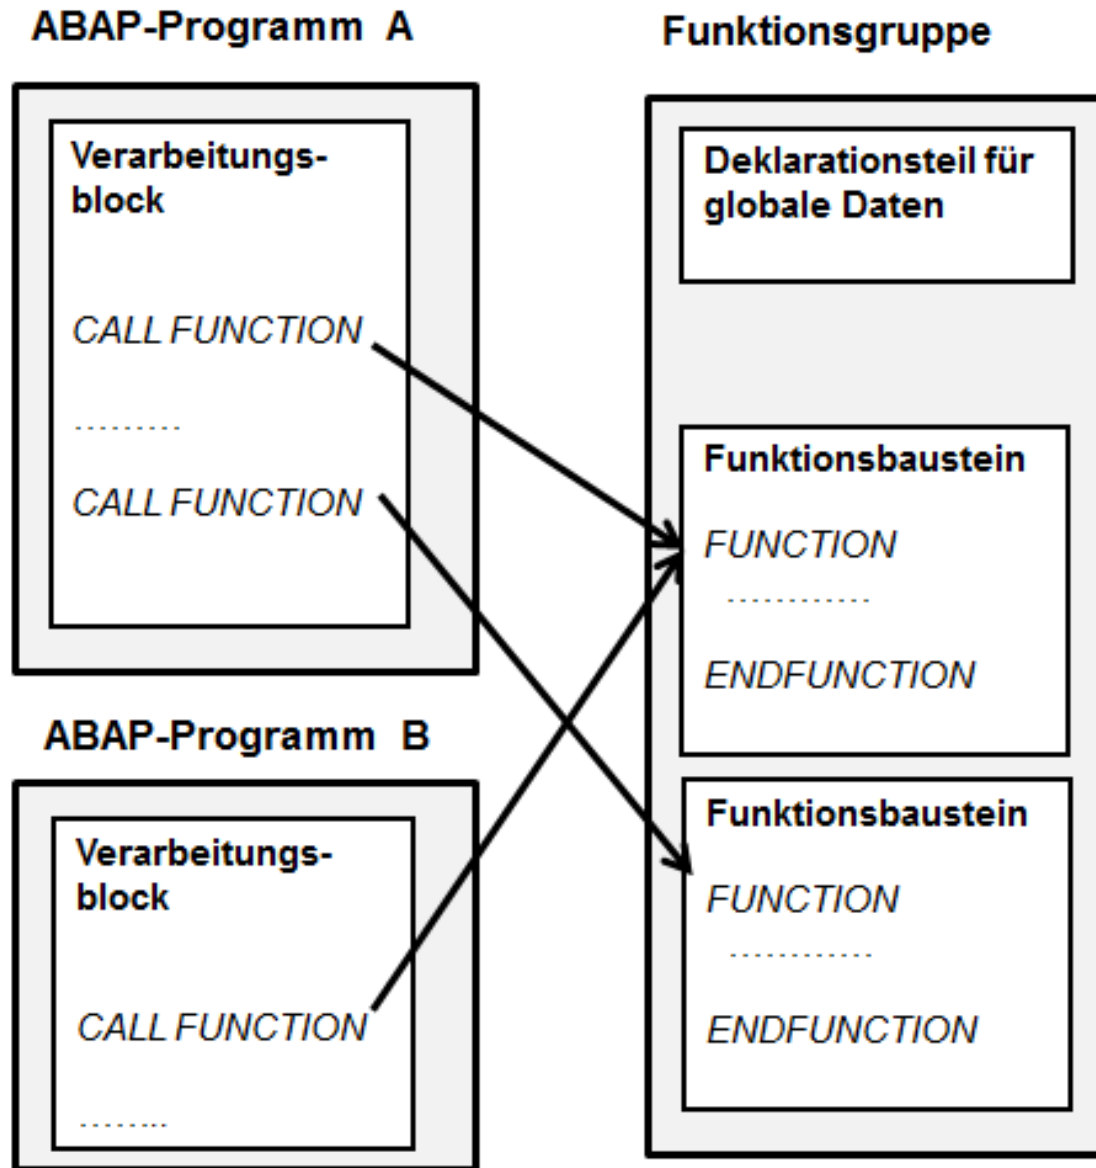 ABAP-Programm A
Verarbeitungs-
block
CALL FUNCTION
---------
CALL FUNCTION
ABAP-Programm B
Verarbeitungs-
block
CALL FUNCTION
--------
Funktionsgruppe
Deklarationsteil für
globale Daten
Funktionsbaustein
FUNCTION
------------
ENDFUNCTION
Funktionsbaustein
FUNCTION
------------
ENDFUNCTION